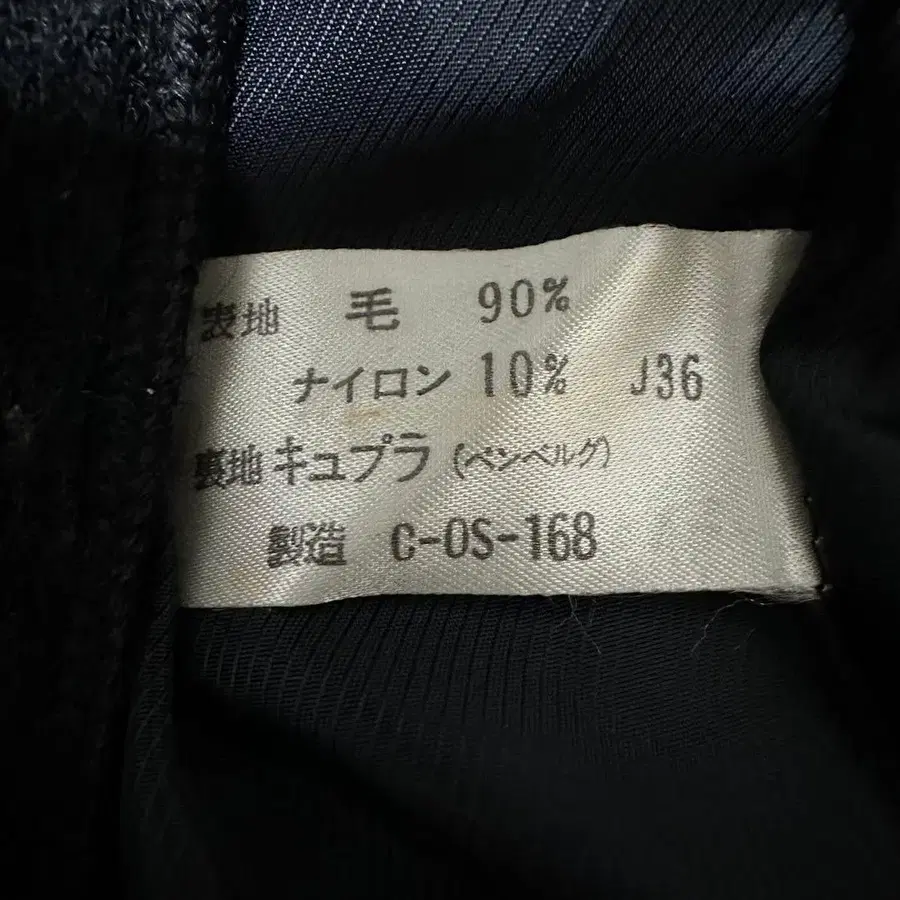 表地 毛 90%
ナイロン 10% J36
裏地 キュプラ (ベンベルグ)
製造 C-OS-168